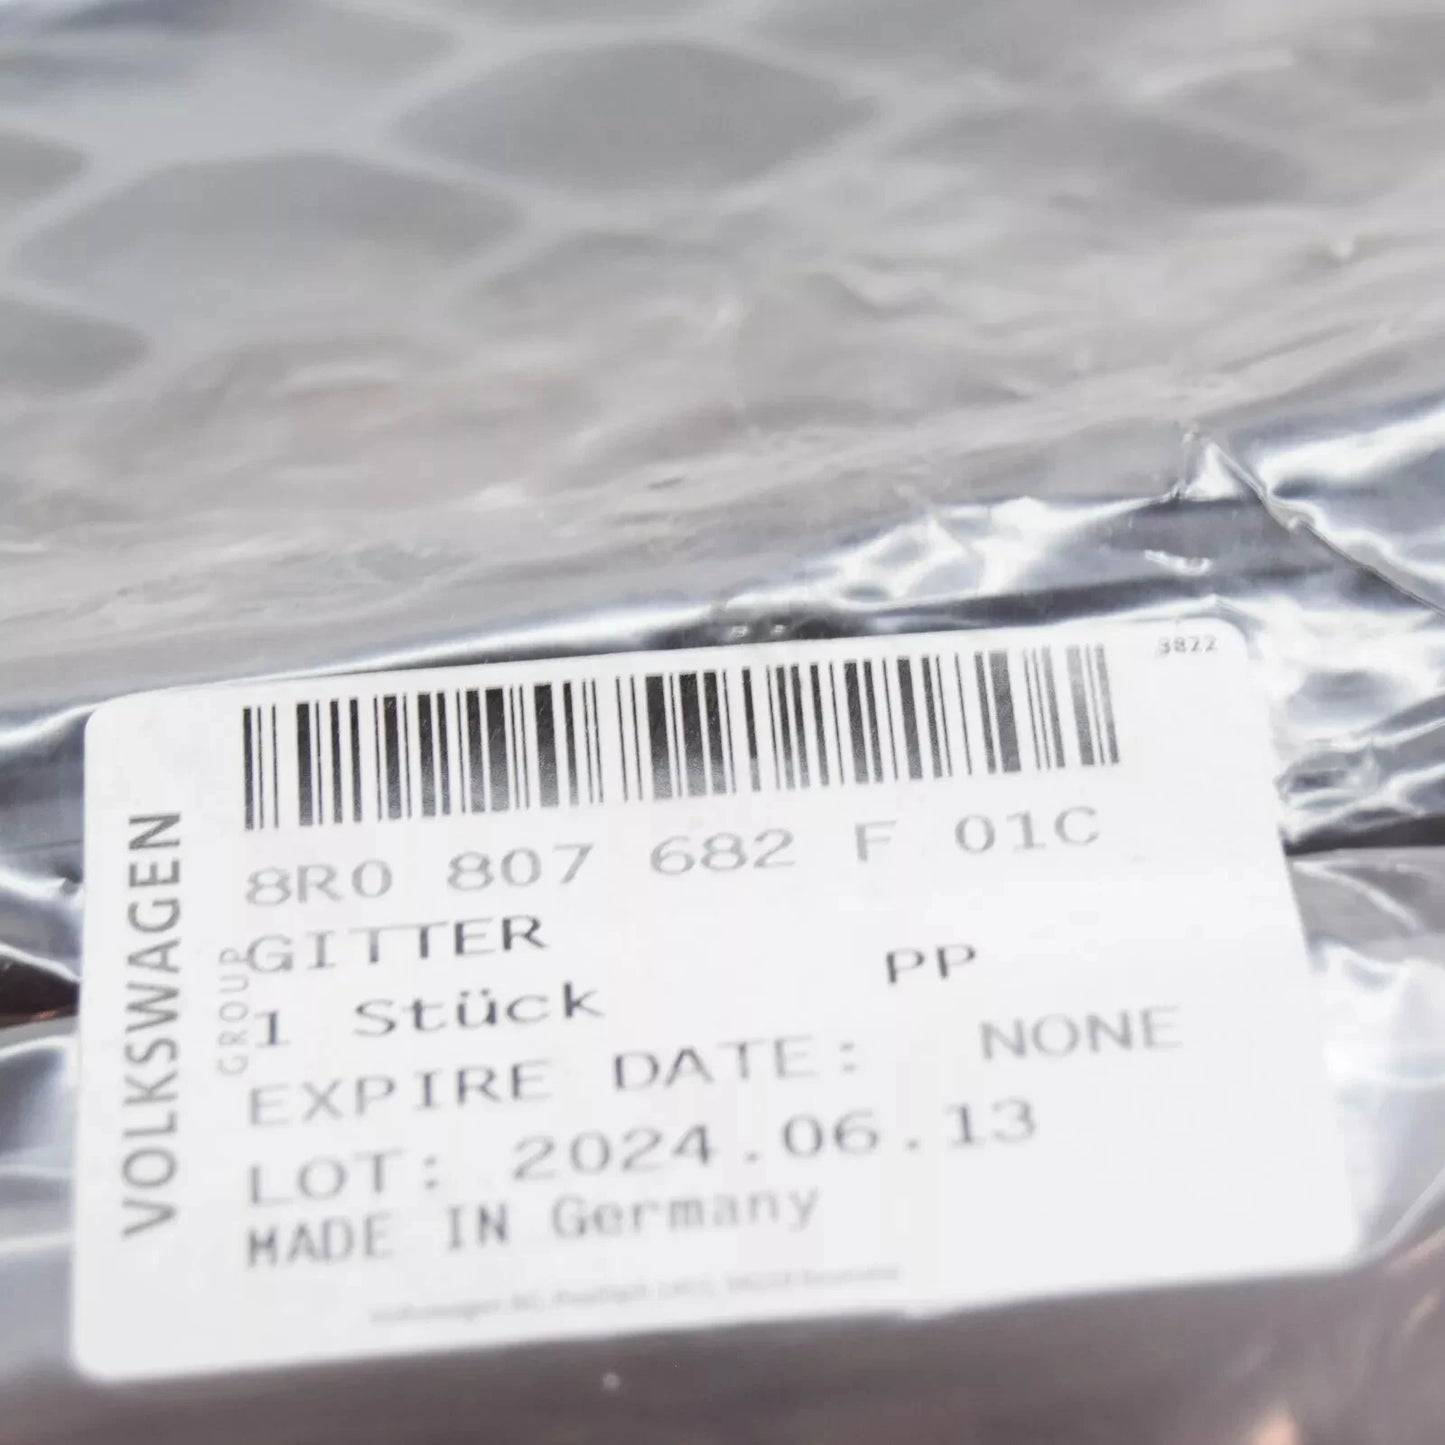 3822
8R0 807 682 F 01C
GITTER
1 Stück PP
EXPIRE DATE: NONE
LOT: 2024.06.13
MADE IN Germany
VOLKSWAGEN
GROUP